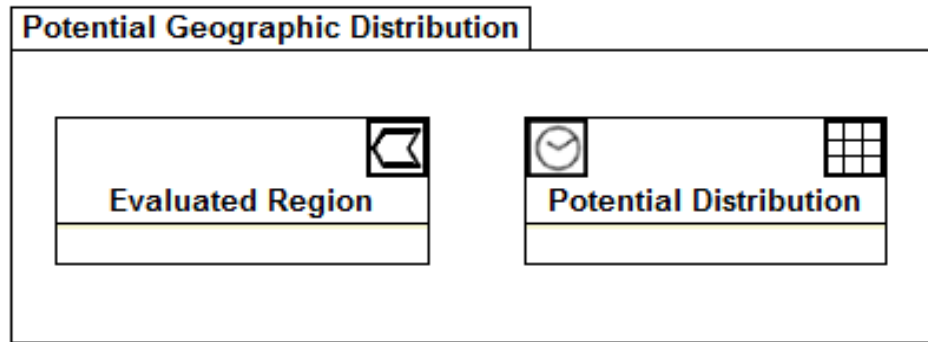 Potential Geographic Distribution
Evaluated Region
Potential Distribution